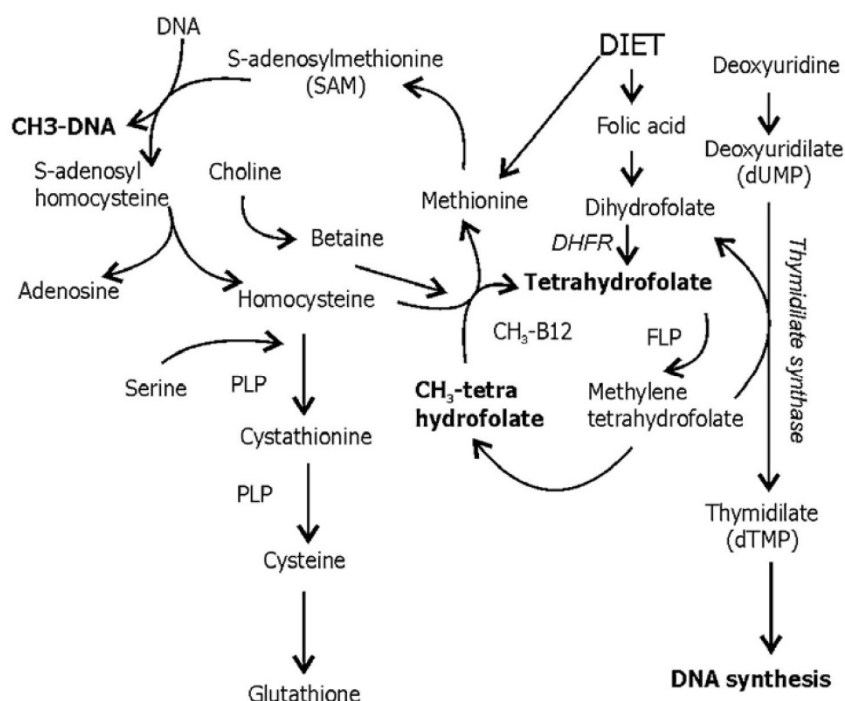 DNA
S-adenosylmethionine
(SAM)
DIET
Deoxyuridine
CH3-DNA
Folic acid
Deoxyuridilate
(dUMP)
S-adenosyl
homocysteine
Choline
Methionine
Dihydrofolate
Betaine
DHFR
Adenosine
Homocysteine
Tetrahydrofolate
CH₃-B12
FLP
Thymidilate synthase
Serine
PLP
CH₃-tetra
hydrofolate
Methylene
tetrahydrofolate
Cystathionine
PLP
Thymidilate
(dTMP)
Cysteine
DNA synthesis
Glutathione